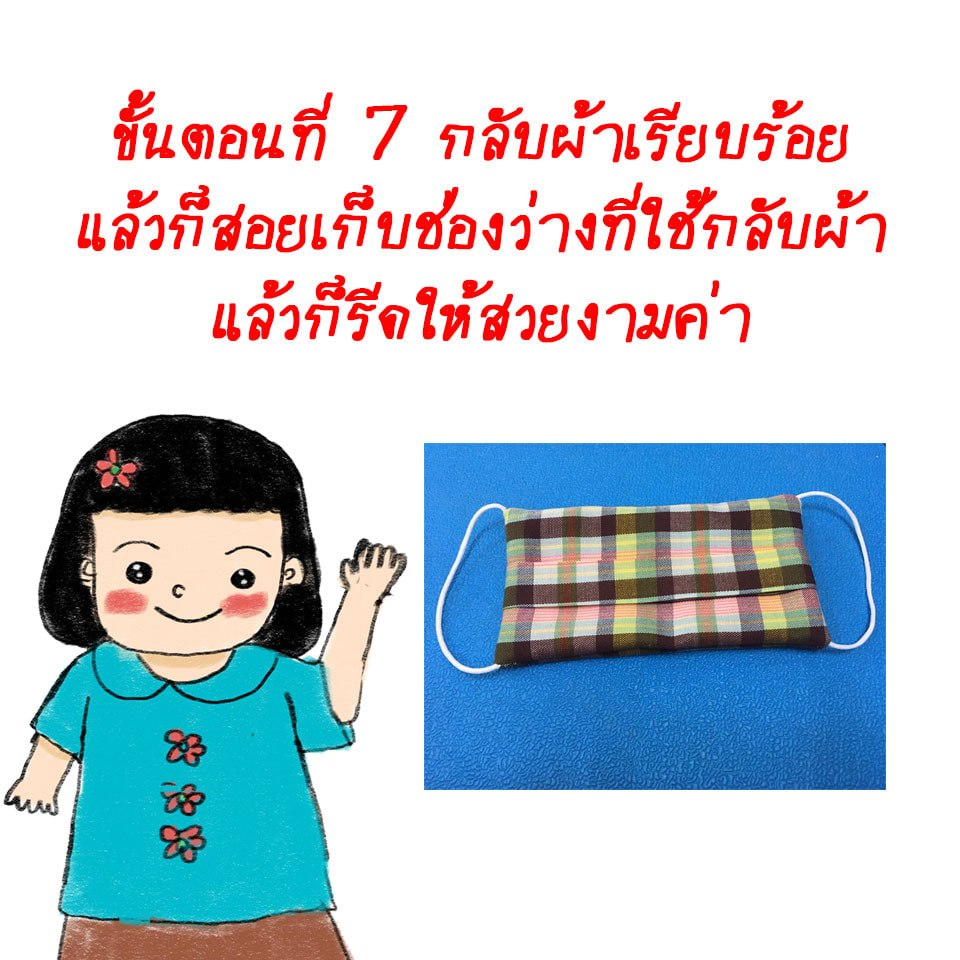 ขั้นตอนที่ 7 กลับผ้าเรียบร้อย
แล้วก็สอยเก็บช่องว่างที่ใช้กลับผ้า
แล้วก็รีดให้สวยงามค่า